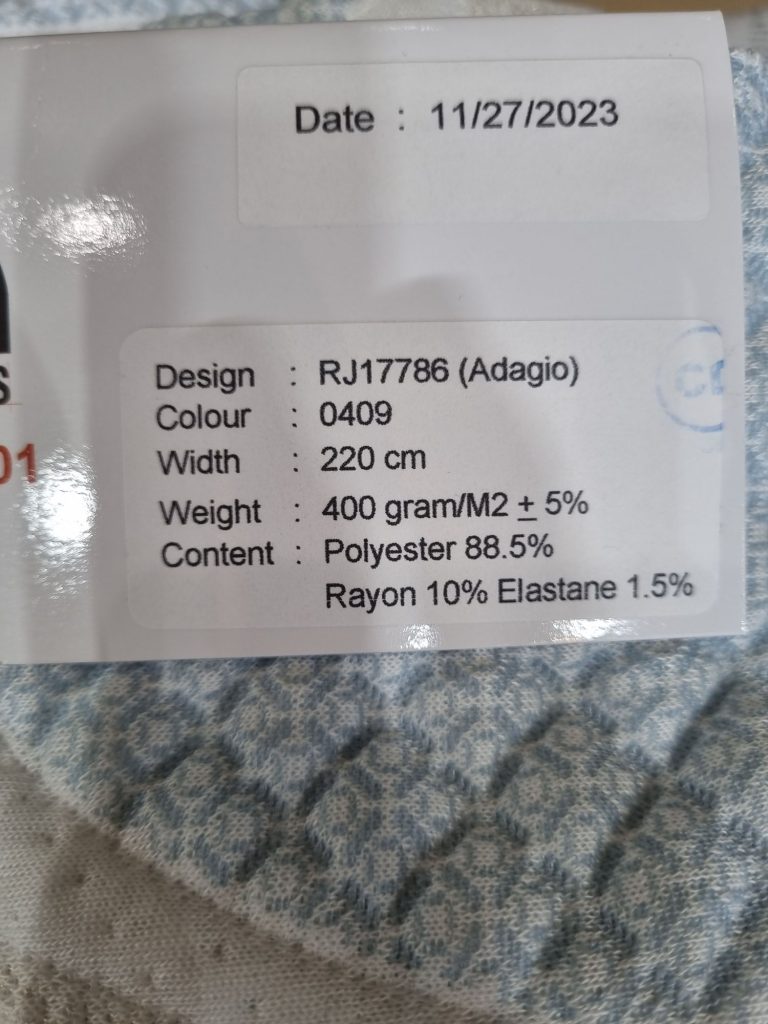 Date : 11/27/2023
Design : RJ17786 (Adagio)
Colour : 0409
Width : 220 cm
Weight : 400 gram/M2 ± 5%
Content : Polyester 88.5%
Rayon 10% Elastane 1.5%
S
01